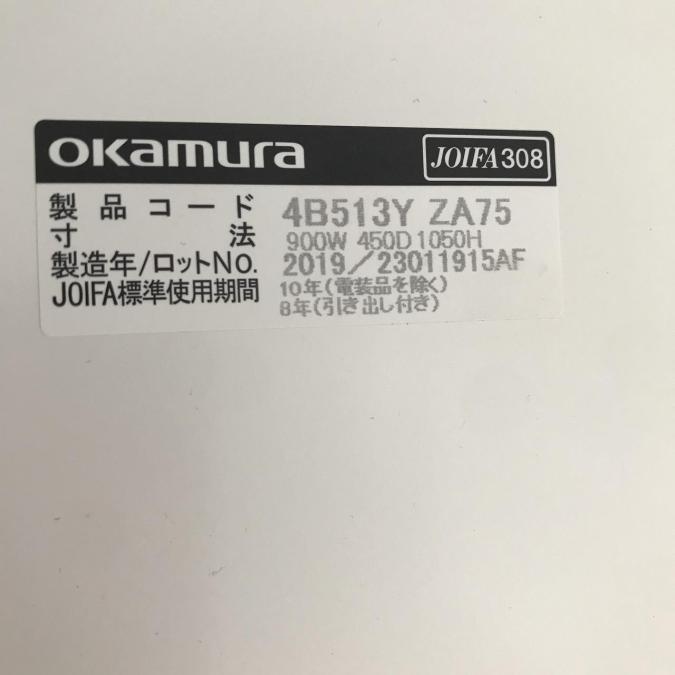 okamura
JOIFA308
製品コード 4B513Y ZA75
寸法 900W 450D 1050H
製造年/ロットNO. 2019/23011915AF
JOIFA標準使用期間 10年(電装品を除く)
8年(引き出し付き)